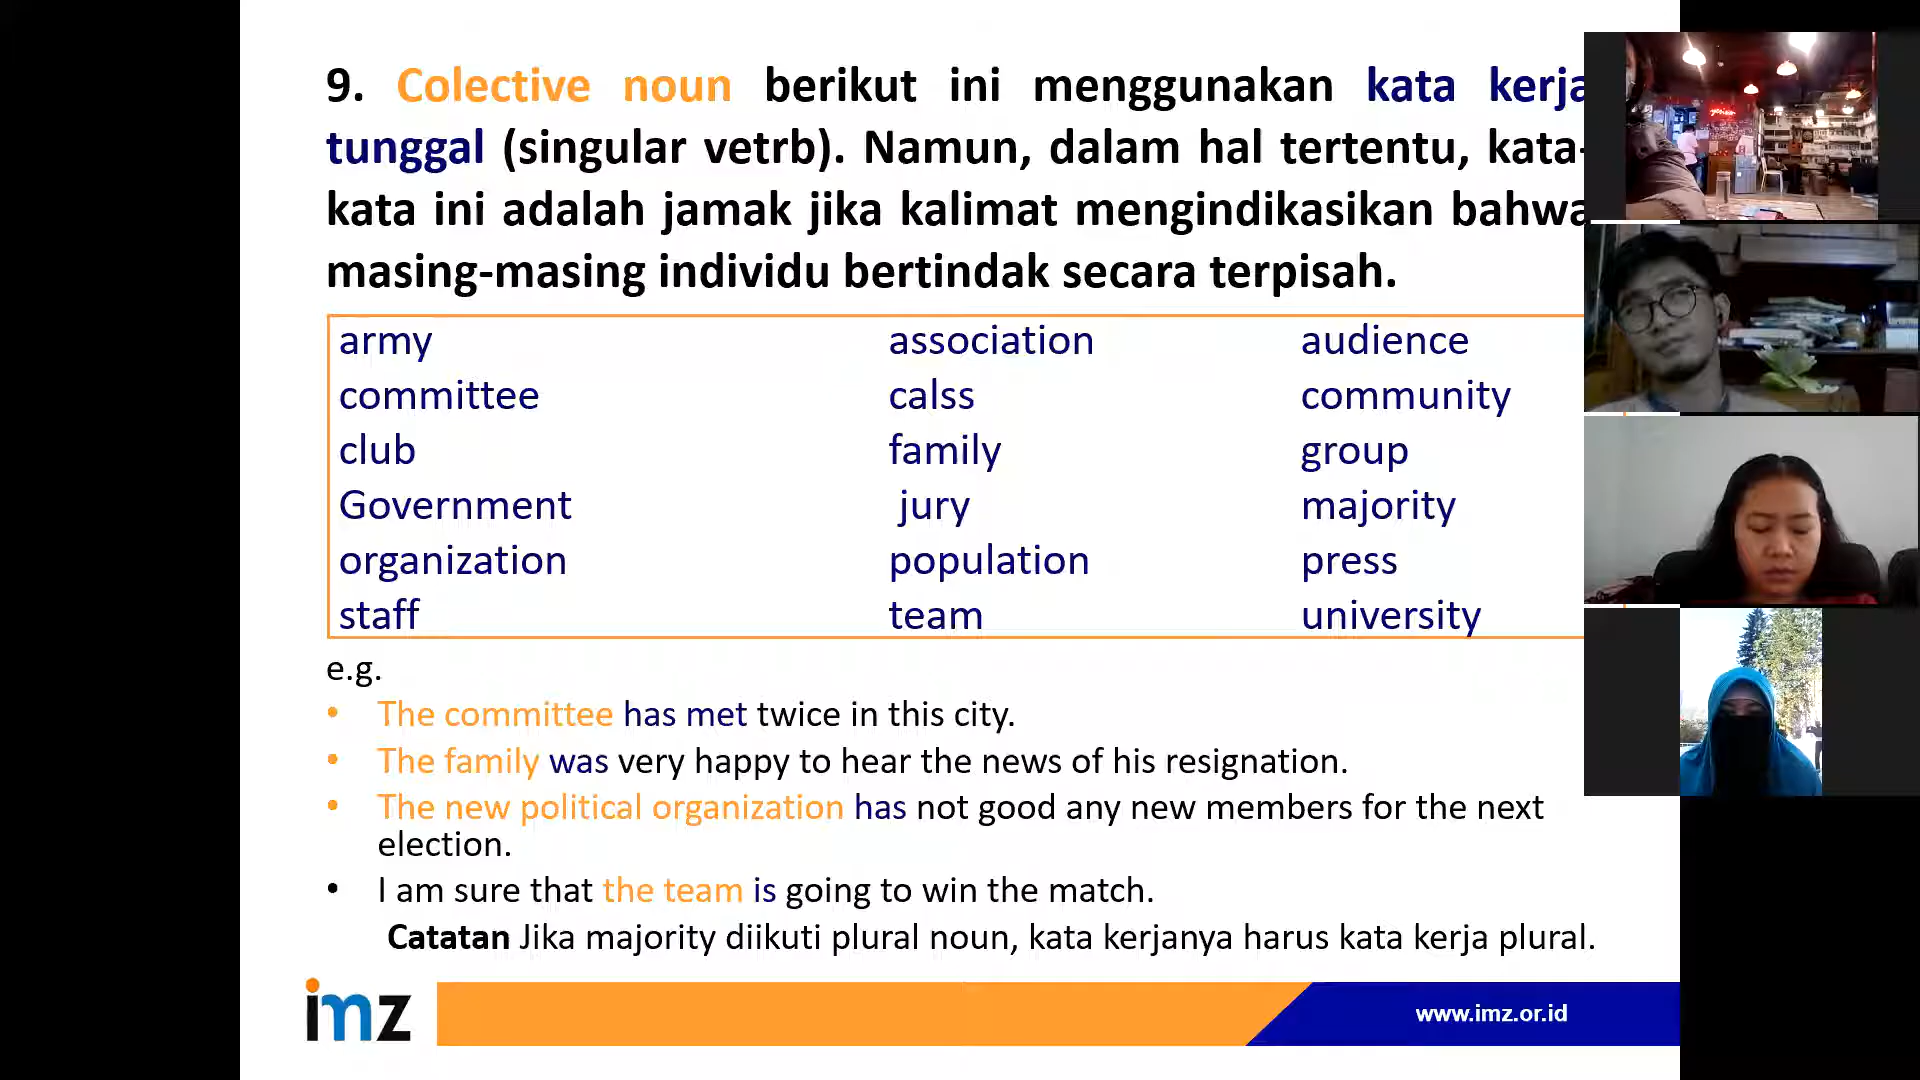 9. Colective noun berikut ini menggunakan kata kerja
tunggal (singular vetrb). Namun, dalam hal tertentu, kata-
kata ini adalah jamak jika kalimat mengindikasikan bahwa
masing-masing individu bertindak secara terpisah.
army association audience
committee calss community
club family group
Government jury majority
organization population press
staff team university
e.g.
• The committee has met twice in this city.
• The family was very happy to hear the news of his resignation.
• The new political organization has not good any new members for the next
election.
• I am sure that the team is going to win the match.
Catatan Jika majority diikuti plural noun, kata kerjanya harus kata kerja plural.
imz
www.imz.or.id